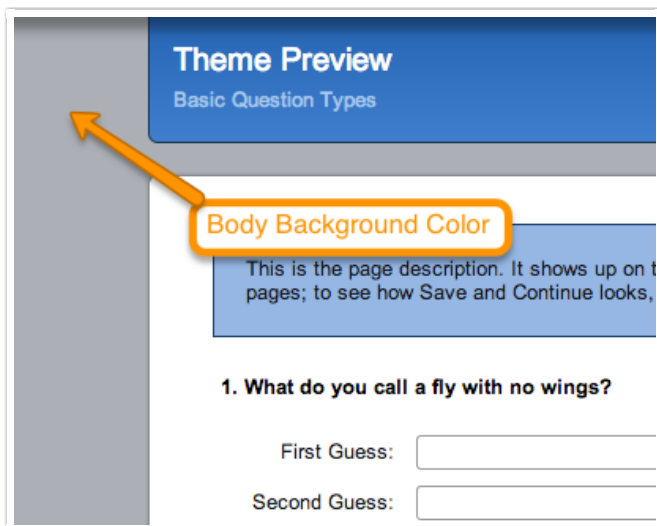 Theme Preview
Basic Question Types
Body Background Color
This is the page description. It shows up on
pages; to see how Save and Continue looks,
1. What do you call a fly with no wings?
First Guess:
Second Guess: